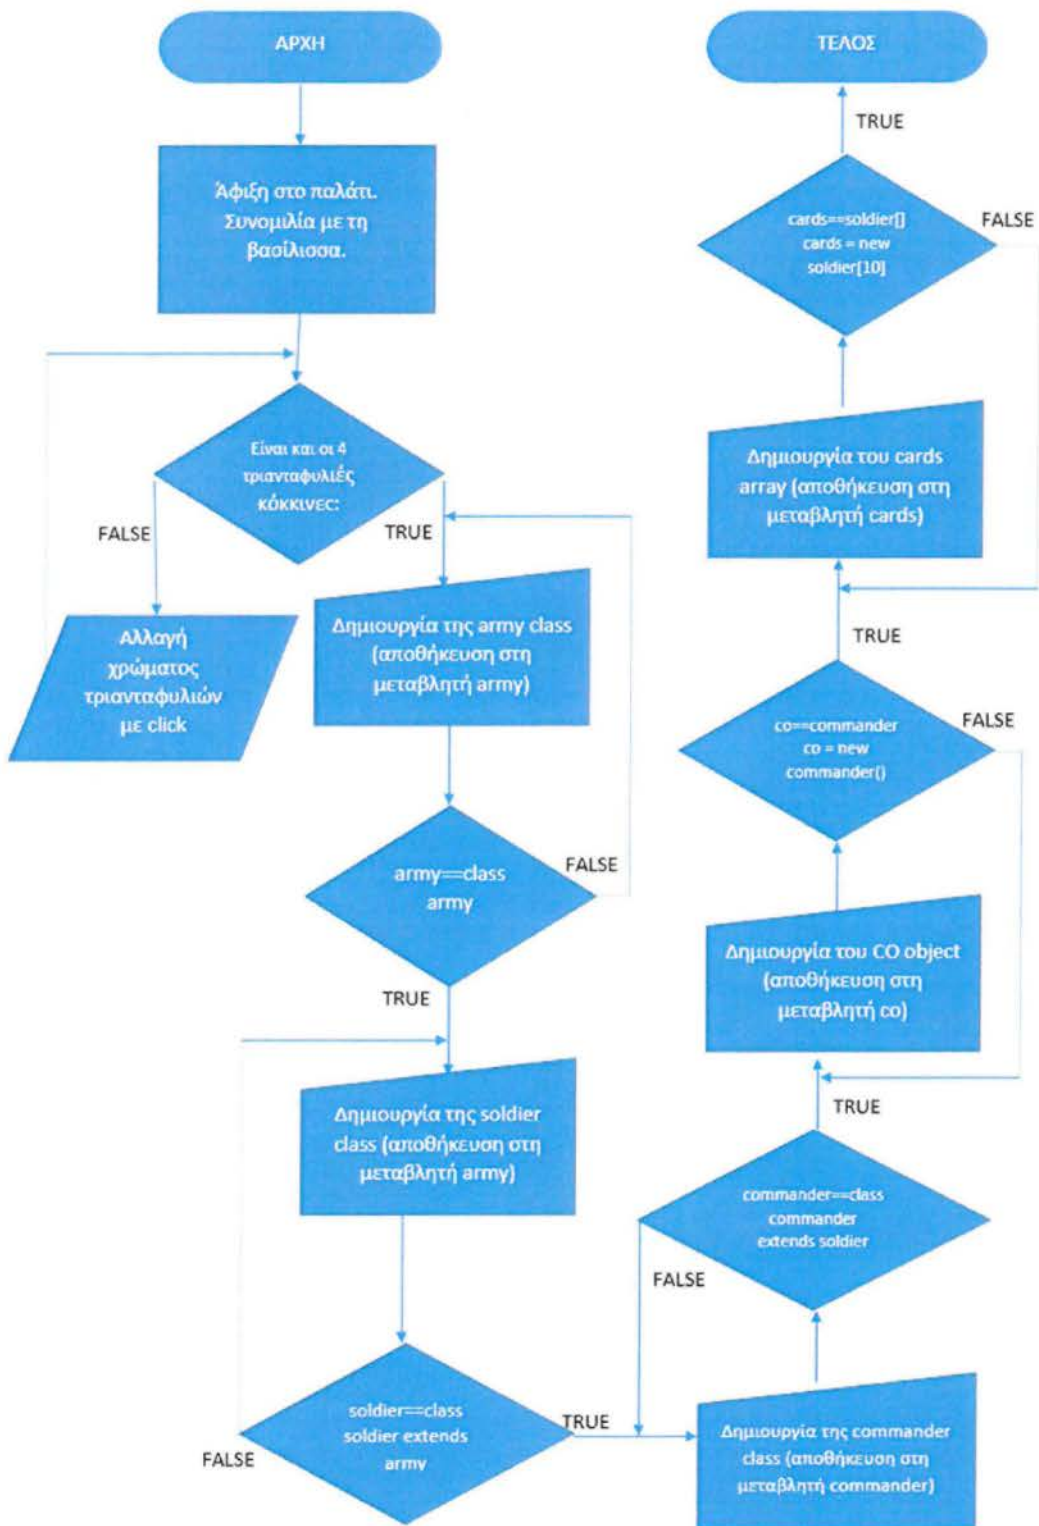 ΑΡΧΗ
Άφιξη στο παλάτι.
Συνομιλία με τη
βασίλισσα.
Είναι και οι 4
τριανταφυλιές
κόκκινες;
FALSE
TRUE
Αλλαγή
χρώματος
τριανταφυλιών
με click
Δημιουργία της army class
(αποθήκευση στη
μεταβλητή army)
army==class
army
FALSE
TRUE
Δημιουργία της soldier
class (αποθήκευση στη
μεταβλητή army)
soldier==class
soldier extends
army
FALSE
TRUE
Δημιουργία της commander
class (αποθήκευση στη
μεταβλητή commander)
commander==class
commander
extends soldier
FALSE
TRUE
Δημιουργία του CO object
(αποθήκευση στη
μεταβλητή co)
co==commander
co = new
commander()
FALSE
TRUE
Δημιουργία του cards
array (αποθήκευση στη
μεταβλητή cards)
cards==soldier[]
cards = new
soldier[10]
FALSE
TRUE
ΤΕΛΟΣ